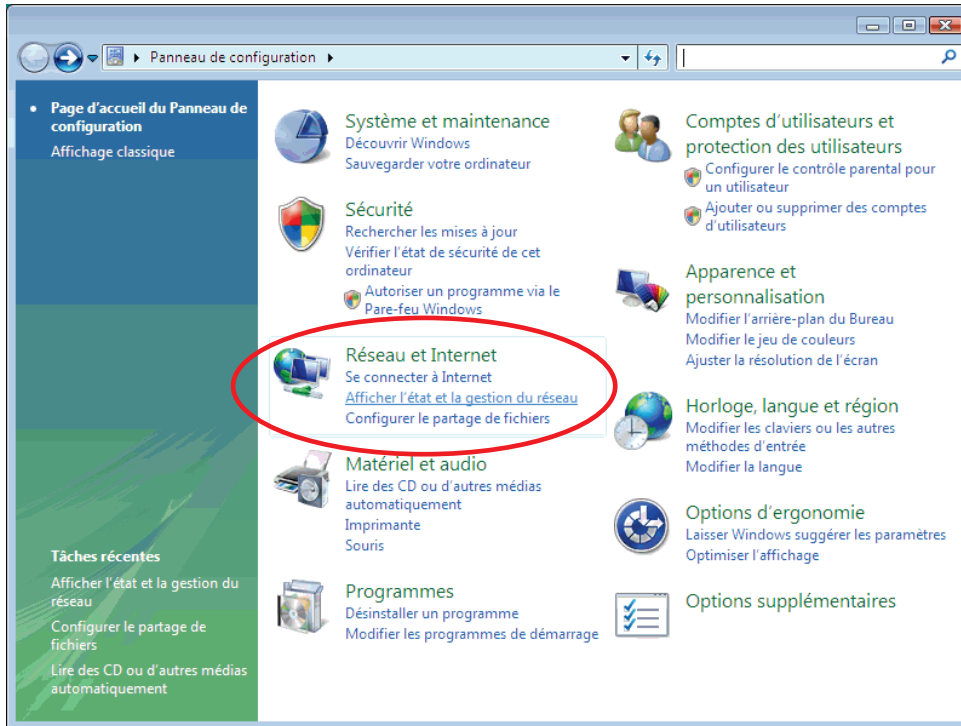 Panneau de configuration
Page d'accueil du Panneau de
configuration
Affichage classique
Tâches récentes
Afficher l'état et la gestion du
réseau
Configurer le partage de
fichiers
Lire des CD ou d'autres médias
automatiquement
Système et maintenance
Découvrir Windows
Sauvegarder votre ordinateur
Sécurité
Rechercher les mises à jour
Vérifier l'état de sécurité de cet
ordinateur
Autoriser un programme via le
Pare-feu Windows
Réseau et Internet
Se connecter à Internet
Afficher l'état et la gestion du réseau
Configurer le partage de fichiers
Matériel et audio
Lire des CD ou d'autres médias
automatiquement
Imprimante
Souris
Programmes
Désinstaller un programme
Modifier les programmes de démarrage
Comptes d'utilisateurs et
protection des utilisateurs
Configurer le contrôle parental pour
un utilisateur
Ajouter ou supprimer des comptes
d'utilisateurs
Apparence et
personnalisation
Modifier l'arrière-plan du Bureau
Modifier le jeu de couleurs
Ajuster la résolution de l'écran
Horloge, langue et région
Modifier les claviers ou les autres
méthodes d'entrée
Modifier la langue
Options d'ergonomie
Laisser Windows suggérer les paramètres
Optimiser l'affichage
Options supplémentaires